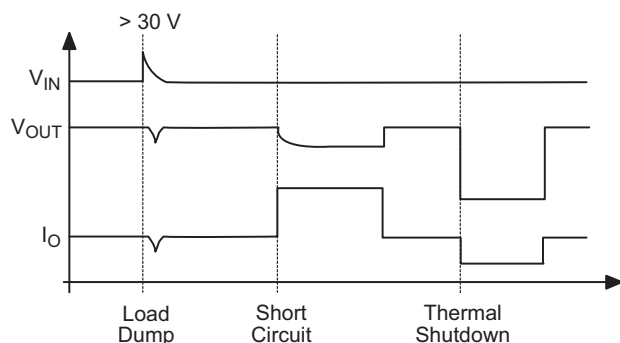 > 30 V
VIN
VOUT
IO
Load
Dump
Short
Circuit
Thermal
Shutdown